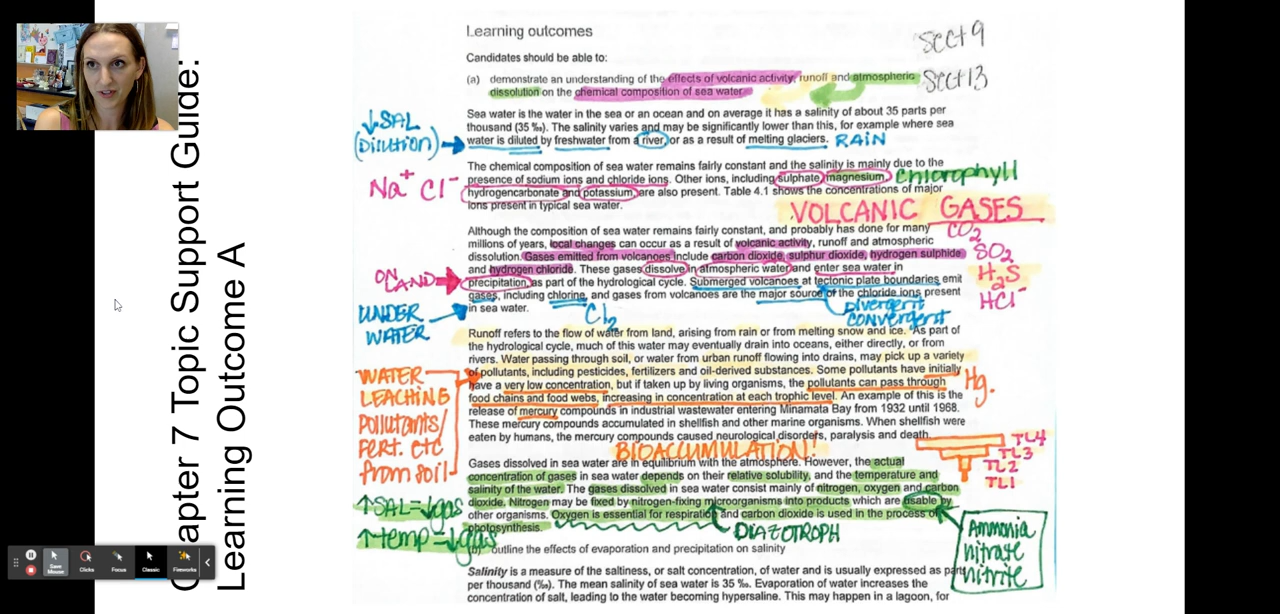 Chapter 7 Topic Support Guide:
Learning Outcome A
Learning outcomes
Sect 9
Candidates should be able to:
(a) demonstrate an understanding of the effects of volcanic activity, runoff and atmospheric
dissolution on the chemical composition of sea water
Sect 13
Sea water is the water in the sea or an ocean and on average it has a salinity of about 35 parts per
thousand (35 ‰). The salinity varies and may be significantly lower than this, for example where sea
water is diluted by freshwater from a river, or as a result of melting glaciers.
RAIN
↓SAL
(Dilution)
The chemical composition of sea water remains fairly constant and the salinity is mainly due to the
presence of sodium ions and chloride ions. Other ions, including sulphate, magnesium,
hydrogencarbonate and potassium, are also present. Table 4.1 shows the concentrations of major
ions present in typical sea water.
Chlorophyll
Na+ Cl-
VOLCANIC GASES
Although the composition of sea water remains fairly constant, and probably has done for many
millions of years, local changes can occur as a result of volcanic activity, runoff and atmospheric
dissolution. Gases emitted from volcanoes include carbon dioxide, sulphur dioxide, hydrogen sulphide
and hydrogen chloride. These gases dissolve in atmospheric water and enter sea water in
precipitation, as part of the hydrological cycle. Submerged volcanoes at tectonic plate boundaries emit
gases, including chlorine, and gases from volcanoes are the major source of the chloride ions present
in sea water.
CO2
SO2
H2S
HCl-
ON
LAND
UNDER
WATER
Cl2
Divergent
convergent
Runoff refers to the flow of water from land, arising from rain or from melting snow and ice. As part of
the hydrological cycle, much of this water may eventually drain into oceans, either directly, or from
rivers. Water passing through soil, or water from urban runoff flowing into drains, may pick up a variety
of pollutants, including pesticides, fertilizers and oil-derived substances. Some pollutants have initially
have a very low concentration, but if taken up by living organisms, the pollutants can pass through
food chains and food webs, increasing in concentration at each trophic level. An example of this is the
release of mercury compounds in industrial wastewater entering Minamata Bay from 1932 until 1968.
These mercury compounds accumulated in shellfish and other marine organisms. When shellfish were
eaten by humans, the mercury compounds caused neurological disorders, paralysis and death.
WATER
LEACHING
Pollutants/
Fert. etc
from soil
Hg.
BIOACCUMULATION!
TL4
TL3
TL2
TL1
Gases dissolved in sea water are in equilibrium with the atmosphere. However, the actual
concentration of gases in sea water depends on their relative solubility, and the temperature and
salinity of the water. The gases dissolved in sea water consist mainly of nitrogen, oxygen and carbon
dioxide. Nitrogen may be fixed by nitrogen-fixing microorganisms into products which are usable by
other organisms. Oxygen is essential for respiration and carbon dioxide is used in the process of
photosynthesis.
↑SAL=↓gas
↑temp=↓gas
DIAZOTROPH
Ammonia
nitrate
nitrite
(b) outline the effects of evaporation and precipitation on salinity
Salinity is a measure of the saltiness, or salt concentration, of water and is usually expressed as parts
per thousand (‰). The mean salinity of sea water is 35 ‰. Evaporation of water increases the
concentration of salt, leading to the water becoming hypersaline. This may happen in a lagoon, for
Save Mouse
Clicks
Focus
Classic
Fireworks